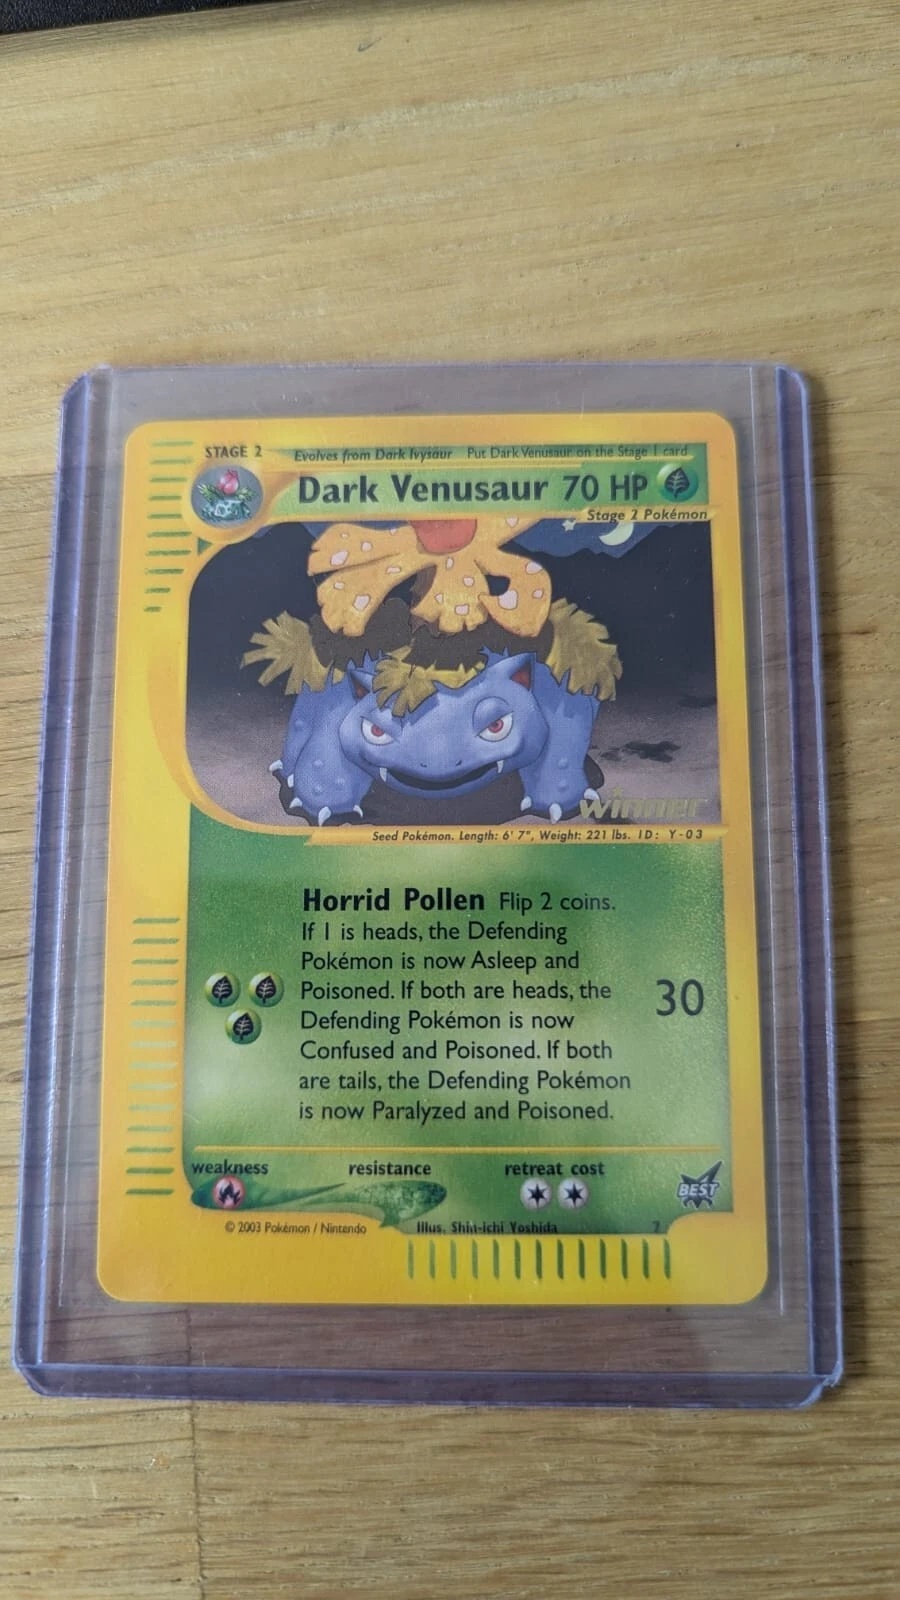 STAGE 2 Evolves from Dark Ivysaur Put Dark Venusaur on the Stage 1 card
Dark Venusaur 70 HP
Stage 2 Pokémon
winner
Seed Pokémon. Length: 6' 7", Weight: 221 lbs. ID: Y-03
Horrid Pollen Flip 2 coins.
If 1 is heads, the Defending
Pokémon is now Asleep and
Poisoned. If both are heads, the
Defending Pokémon is now
Confused and Poisoned. If both
are tails, the Defending Pokémon
is now Paralyzed and Poisoned.
30
weakness resistance retreat cost
BEST
© 2003 Pokémon / Nintendo Illus. Shin-ichi Yoshida 7